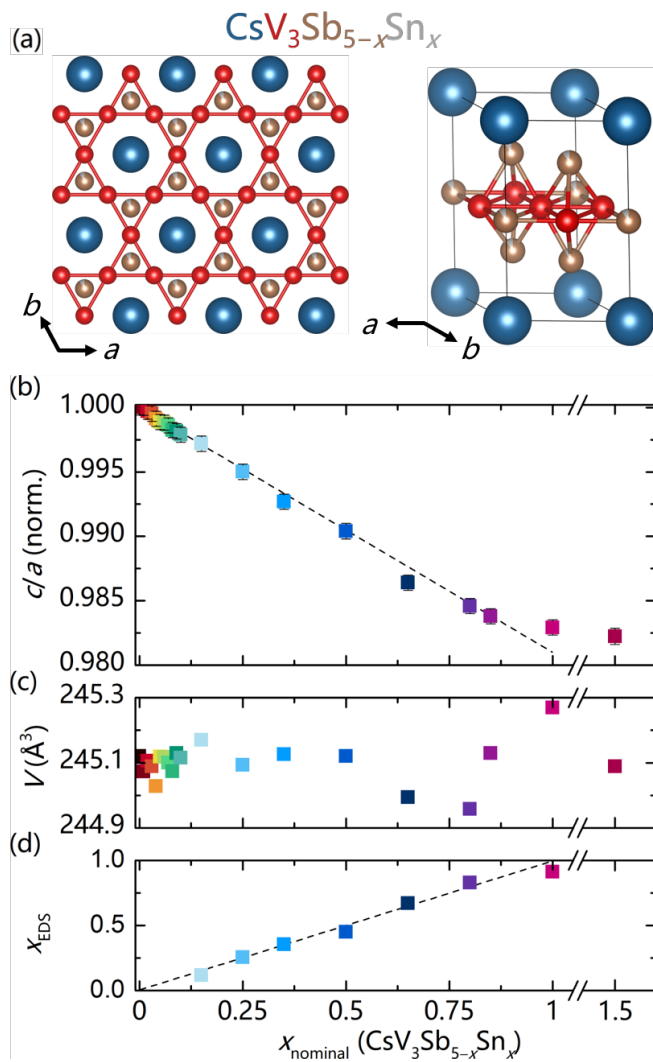 CsV₃Sb₅₋ₓSnₓ
(a)
b
a
a
b
(b)
1.000
0.995
0.990
0.985
0.980
c/a (norm.)
(c)
245.3
245.1
244.9
V (Å³)
(d)
1.0
0.5
0.0
x_EDS
0 0.25 0.5 0.75 1 1.5
x_nominal (CsV₃Sb₅₋ₓSnₓ)